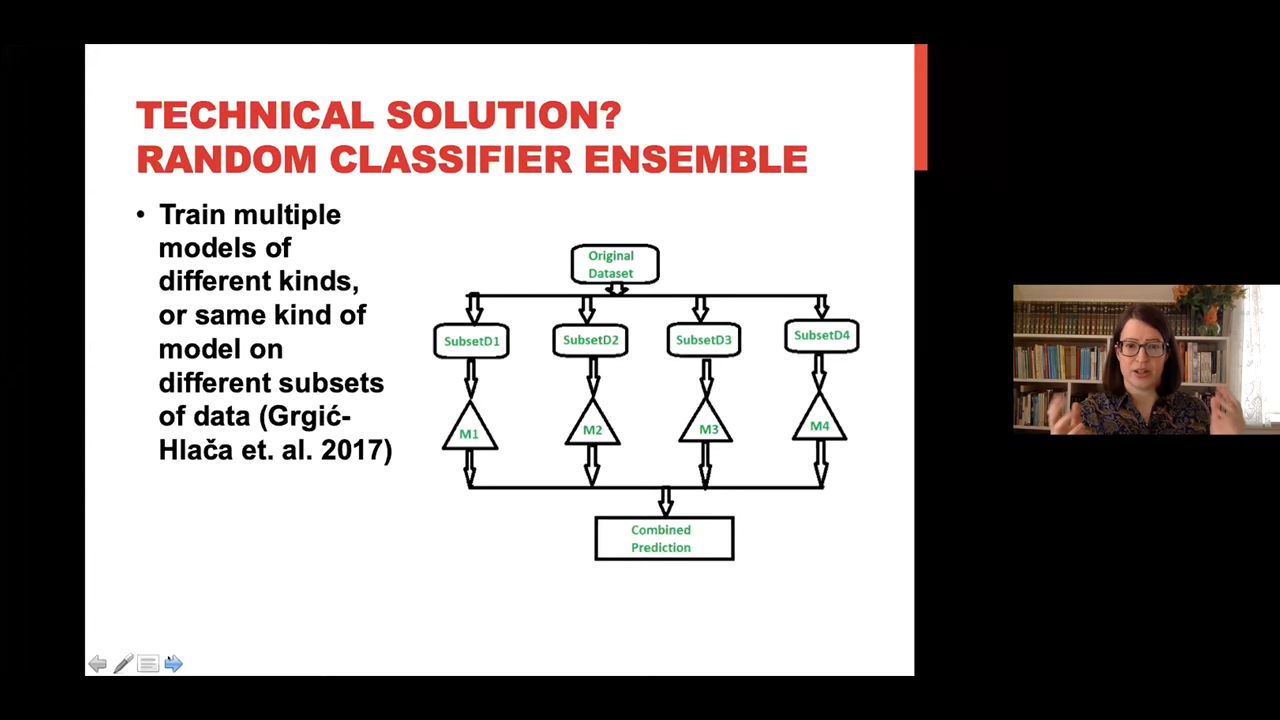 TECHNICAL SOLUTION?
RANDOM CLASSIFIER ENSEMBLE
• Train multiple
models of
different kinds,
or same kind of
model on
different subsets
of data (Grgić-
Hlača et. al. 2017)
Original
Dataset
SubsetD1
SubsetD2
SubsetD3
SubsetD4
M1
M2
M3
M4
Combined
Prediction